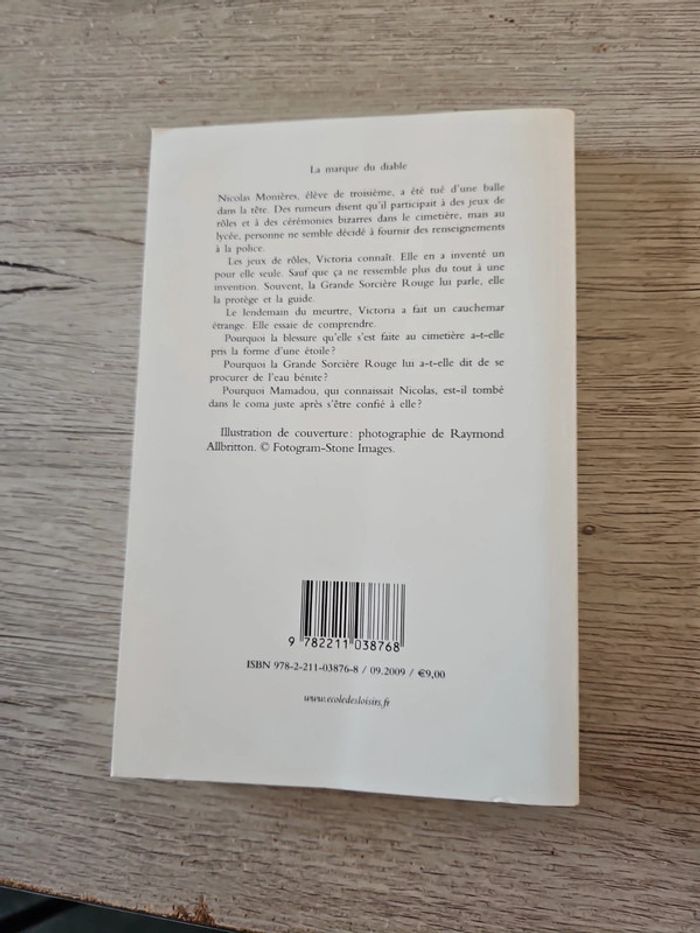 La marque du diable
Nicolas Monières, élève de troisième, a été tué d'une balle
dans la tête. Des rumeurs disent qu'il participait à des jeux de
rôles et à des cérémonies bizarres dans le cimetière, mais au
lycée, personne ne semble décidé à fournir des renseignements
à la police.
Les jeux de rôles, Victoria connaît. Elle en a inventé un
pour elle seule. Sauf que ça ne ressemble plus du tout à une
invention. Souvent, la Grande Sorcière Rouge lui parle, elle
la protège et la guide.
Le lendemain du meurtre, Victoria a fait un cauchemar
étrange. Elle essaie de comprendre.
Pourquoi la blessure qu'elle s'est faite au cimetière a-t-elle
pris la forme d'une étoile ?
Pourquoi la Grande Sorcière Rouge lui a-t-elle dit de se
procurer de l'eau bénite ?
Pourquoi Mamadou, qui connaissait Nicolas, est-il tombé
dans le coma juste après s'être confié à elle ?
Illustration de couverture : photographie de Raymond
Allbritton. © Fotogram-Stone Images.
9 782211 038768
ISBN 978-2-211-03876-8 / 09.2009 / €9,00
www.ecoledesloisirs.fr